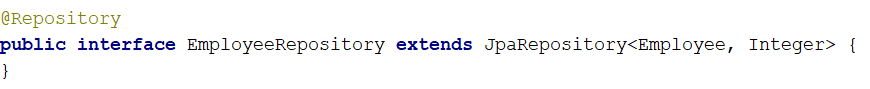 @Repository
public interface EmployeeRepository extends JpaRepository<Employee, Integer> {
}